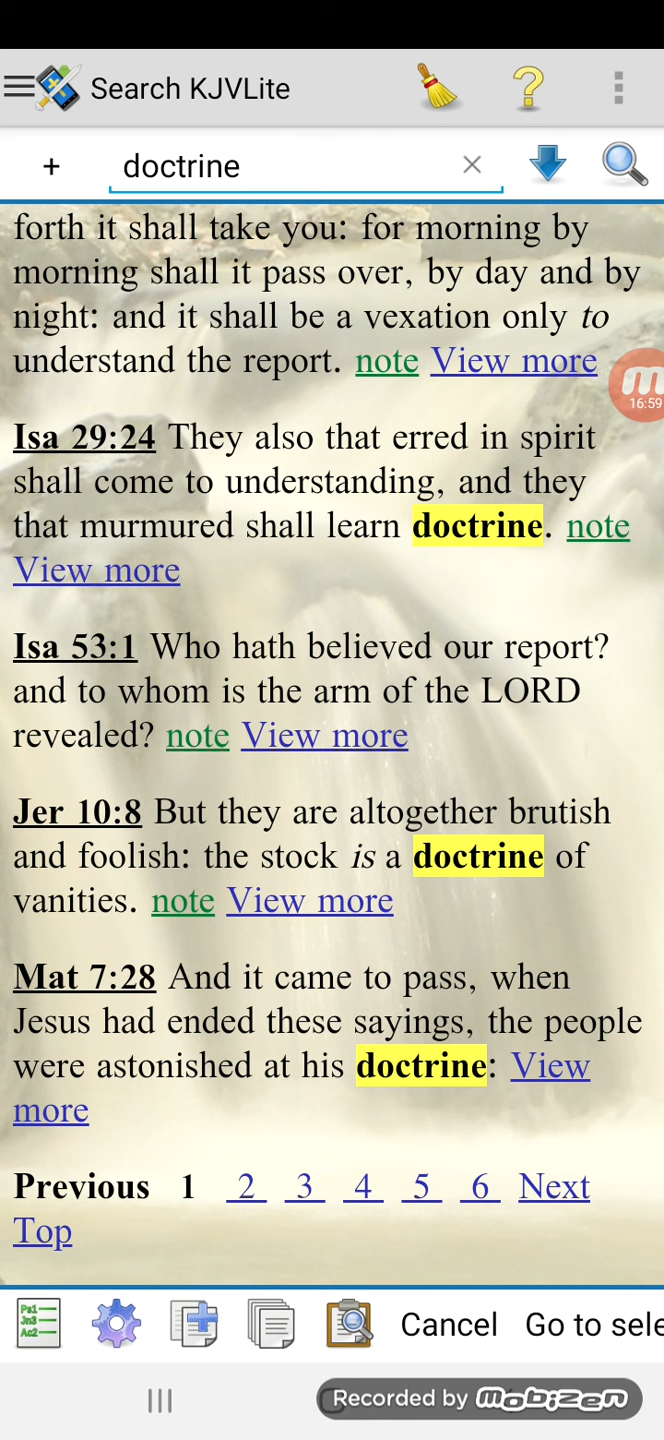 Search KJVLite
+ doctrine
forth it shall take you: for morning by
morning shall it pass over, by day and by
night: and it shall be a vexation only to
understand the report. note View more
16:59
Isa 29:24 They also that erred in spirit
shall come to understanding, and they
that murmured shall learn doctrine. note
View more
Isa 53:1 Who hath believed our report?
and to whom is the arm of the LORD
revealed? note View more
Jer 10:8 But they are altogether brutish
and foolish: the stock is a doctrine of
vanities. note View more
Mat 7:28 And it came to pass, when
Jesus had ended these sayings, the people
were astonished at his doctrine: View
more
Previous 1 2 3 4 5 6 Next
Top
Ps1
Jn3
Ac2
Cancel Go to sele
Recorded by mobizen